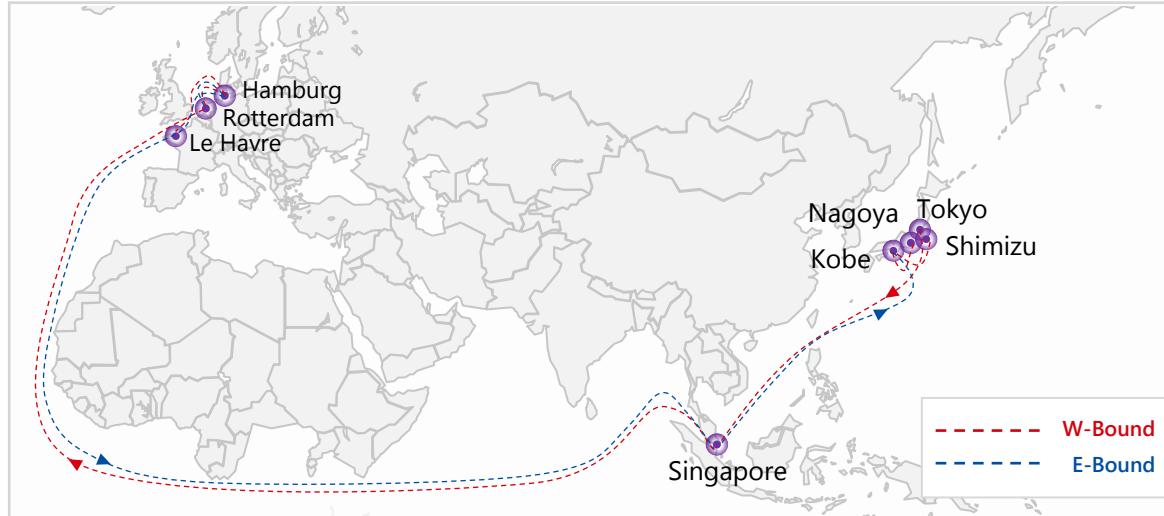 Hamburg
Rotterdam
Le Havre
Nagoya
Tokyo
Kobe
Shimizu
Singapore
W-Bound
E-Bound